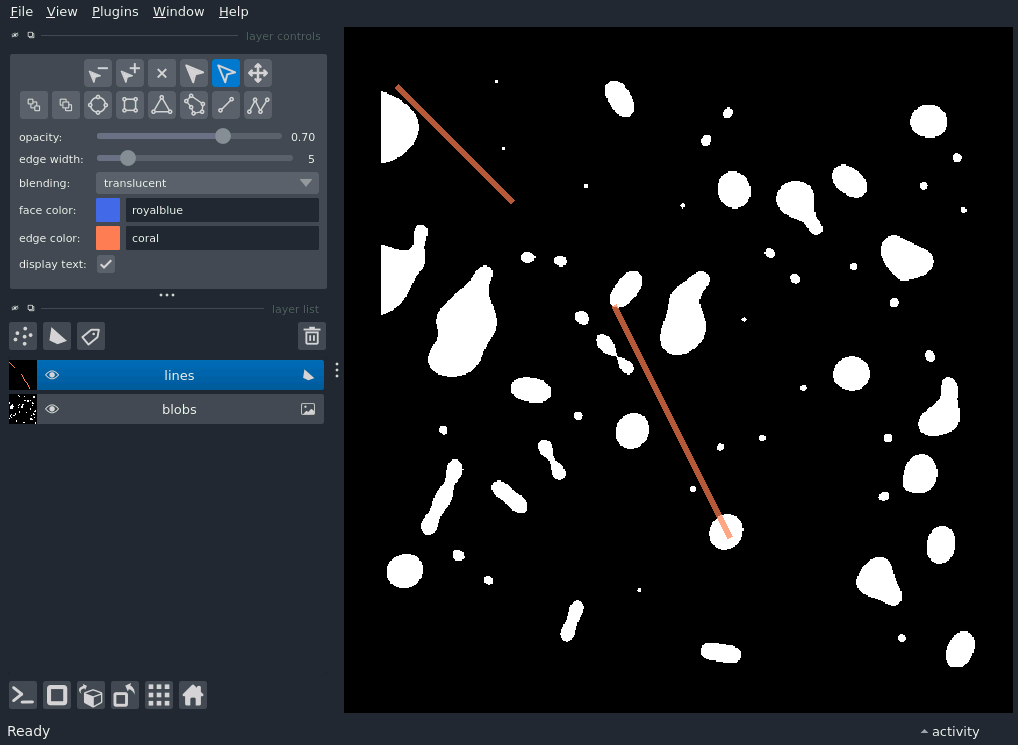 File View Plugins Window Help
layer controls
opacity: 0.70
edge width: 5
blending: translucent
face color: royalblue
edge color: coral
display text:
layer list
lines
blobs
Ready
activity